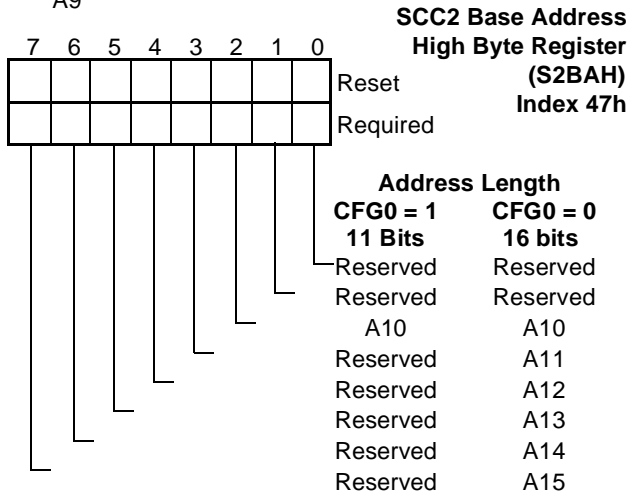 A9
SCC2 Base Address
High Byte Register
(S2BAH)
Index 47h
7 6 5 4 3 2 1 0
Reset
Required
Address Length
CFG0 = 1 CFG0 = 0
11 Bits 16 bits
Reserved Reserved
Reserved Reserved
A10 A10
Reserved A11
Reserved A12
Reserved A13
Reserved A14
Reserved A15